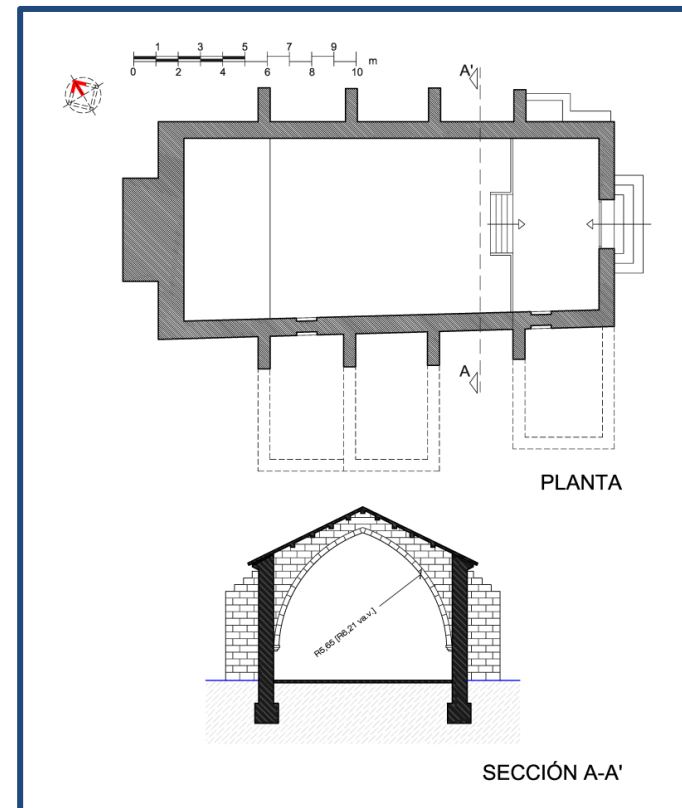 1 3 5 7 9
0 2 4 6 8 10 m
A'
A
PLANTA
R5,65 [R6,21 va.v.]
SECCIÓN A-A'